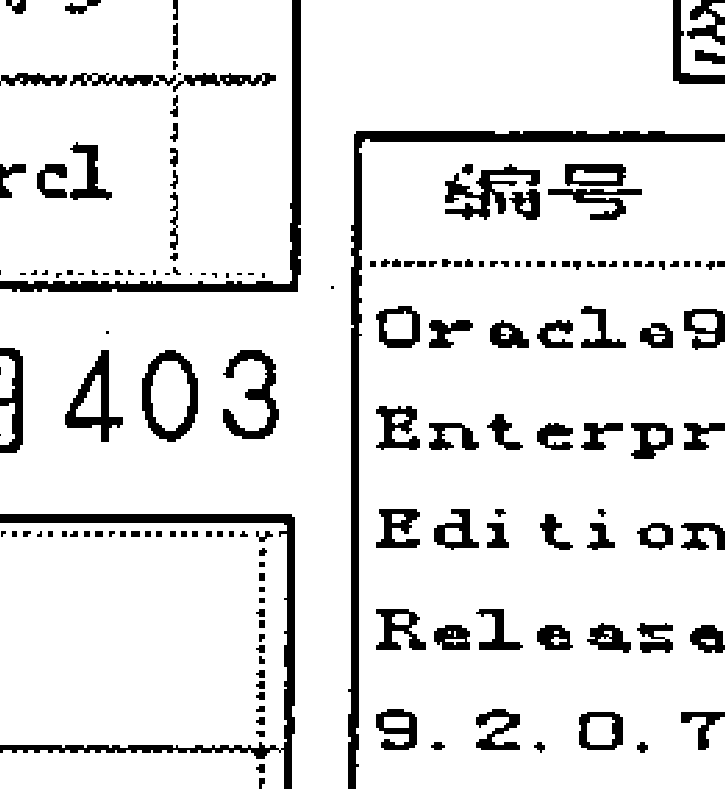 rcl
403
编号
Oracle9
Enterpr
Edition
Release
9.2.0.7